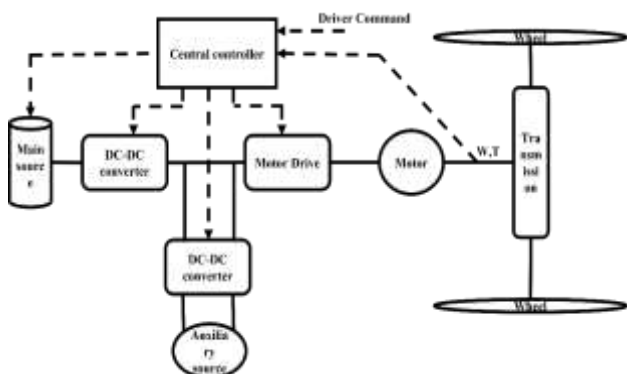 Driver Command
Wheel
Central controller
Main
sourc
e
DC-DC
converter
Motor Drive
Motor
W,T
Tra
nsm
issi
on
DC-DC
converter
Auxilia
ry source
Wheel